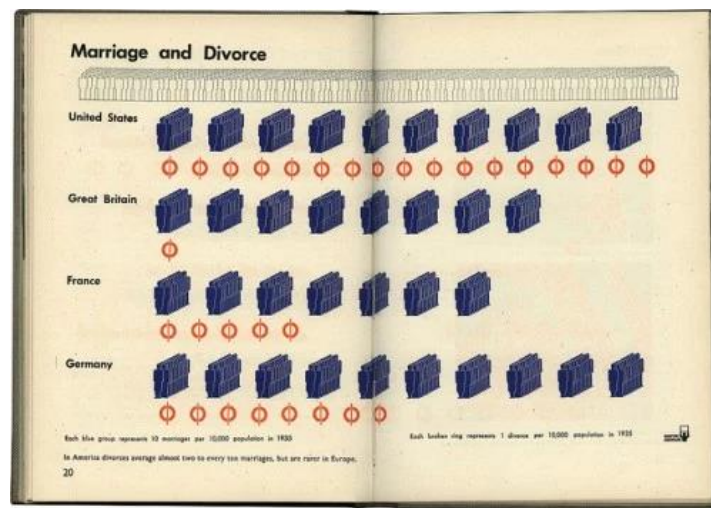 Marriage and Divorce
United States
Great Britain
France
Germany
Each blue group represents 10 marriages per 10,000 population in 1935
Each broken ring represents 1 divorce per 10,000 population in 1935
In America divorces average almost two to every ten marriages, but are rarer in Europe.
20